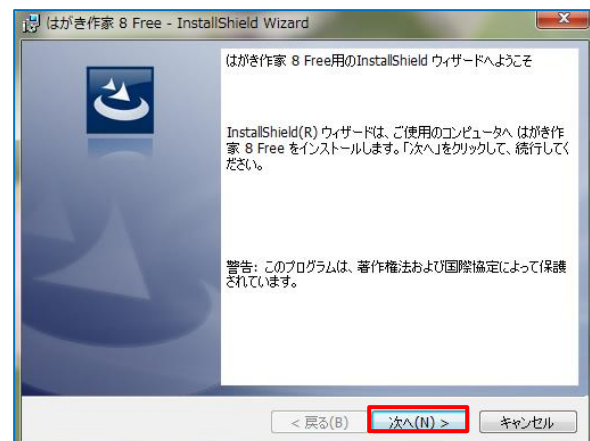 はがき作家 8 Free - InstallShield Wizard
はがき作家 8 Free用のInstallShield ウィザードへようこそ
InstallShield(R) ウィザードは、ご使用のコンピュータへ はがき作
家 8 Free をインストールします。「次へ」をクリックして、続行してく
ださい。
警告: このプログラムは、著作権法および国際協定によって保護
されています。
< 戻る(B) 次へ(N) > キャンセル